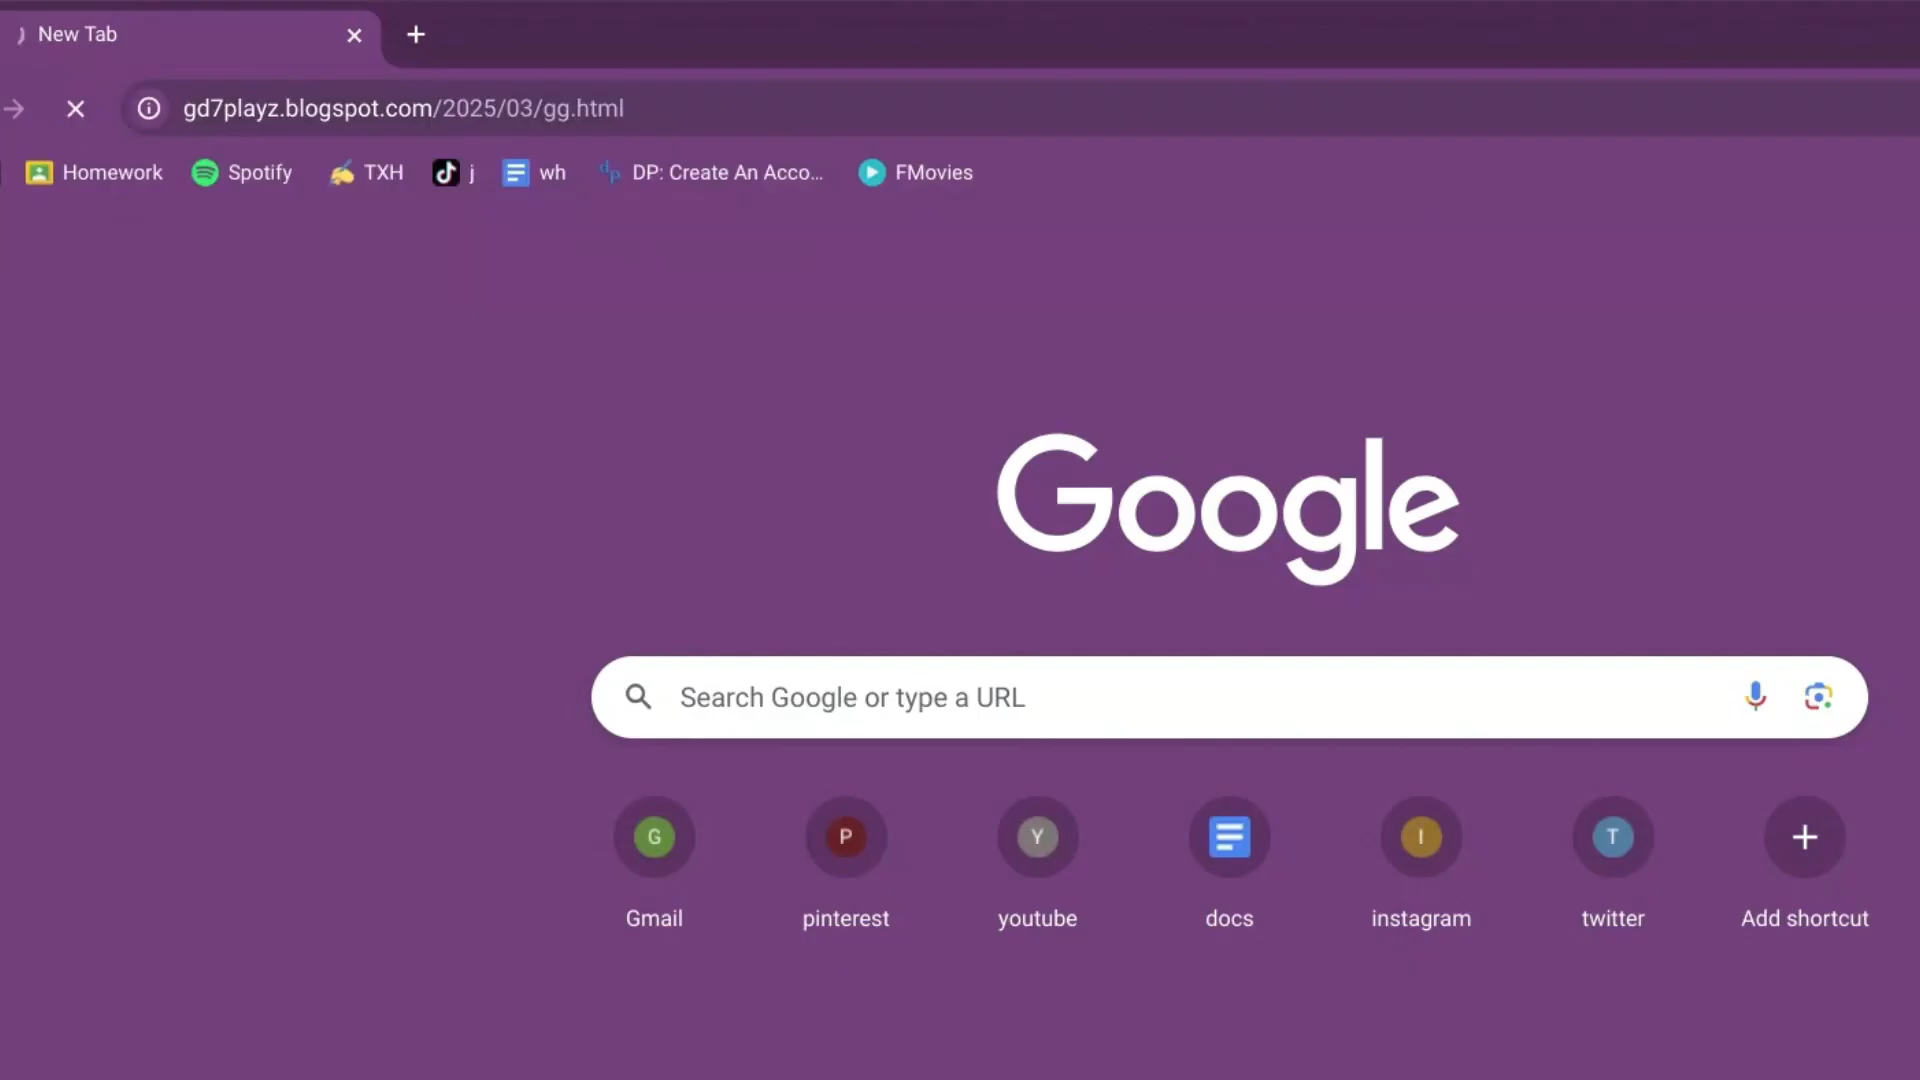 New Tab
gd7playz.blogspot.com/2025/03/gg.html
Homework Spotify TXH j wh DP: Create An Acco... FMovies
Google
Search Google or type a URL
G P Y I T
Gmail pinterest youtube docs instagram twitter Add shortcut